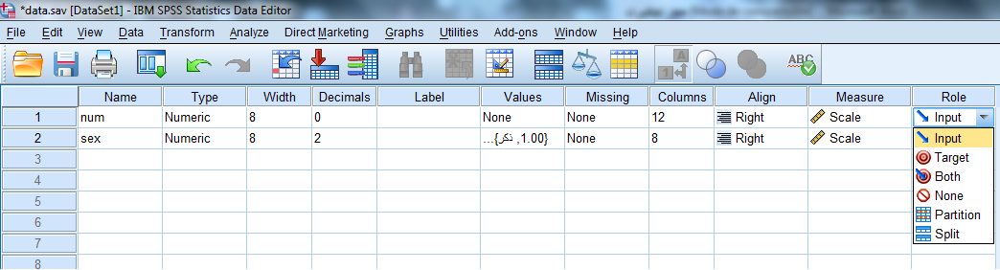 *data.sav [DataSet1] - IBM SPSS Statistics Data Editor
File Edit View Data Transform Analyze Direct Marketing Graphs Utilities Add-ons Window Help
A 1 ABC
Name Type Width Decimals Label Values Missing Columns Align Measure Role
1 num Numeric 8 0 None None 12 Right Scale Input
2 sex Numeric 8 2 ...{ذكر ,1.00} None 8 Right Scale Input
3 Target
4 Both
5 None
6 Partition
7 Split
8